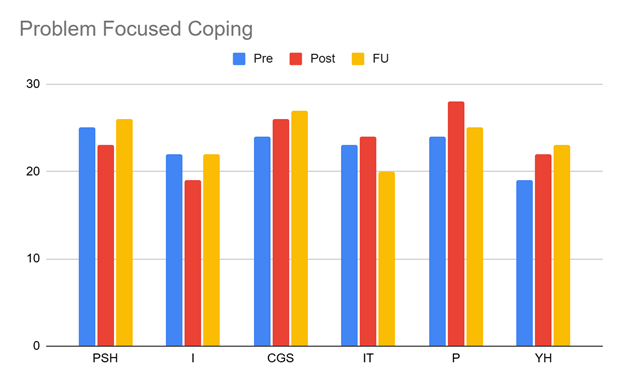 Problem Focused Coping
Pre Post FU
30
20
10
0
PSH I CGS IT P YH